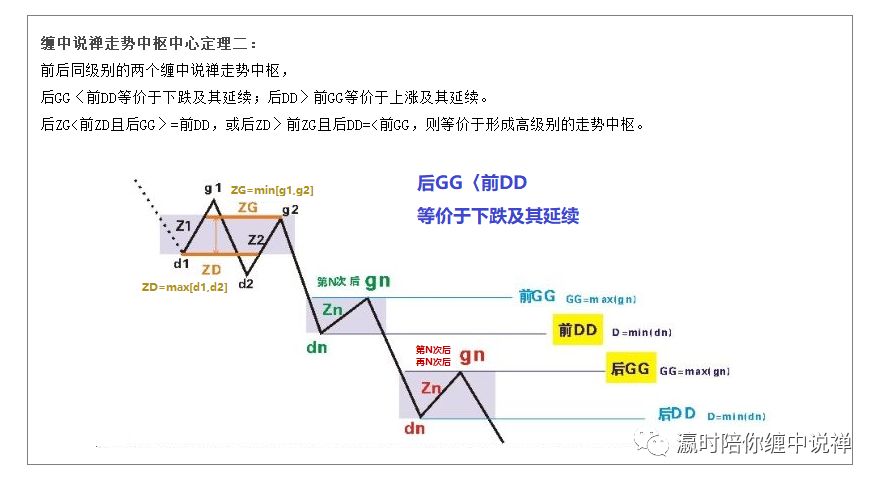 缠中说禅走势中枢中心定理二：
前后同级别的两个缠中说禅走势中枢，
后GG〈前DD等价于下跌及其延续；后DD〉前GG等价于上涨及其延续。
后ZG<前ZD且后GG〉=前DD，或后ZD〉前ZG且后DD=<前GG，则等价于形成高级别的走势中枢。
后GG〈前DD
等价于下跌及其延续
g1
ZG=min[g1,g2]
ZG
g2
Z1
Z2
d1
ZD
d2
ZD=max[d1,d2]
第N次后 gn
Zn
dn
前GG GG=max(gn)
前DD D=min(dn)
第N次后
再N次后
gn
Zn
dn
后GG GG=max(gn)
后DD D=min(dn)
瀛时陪你缠中说禅